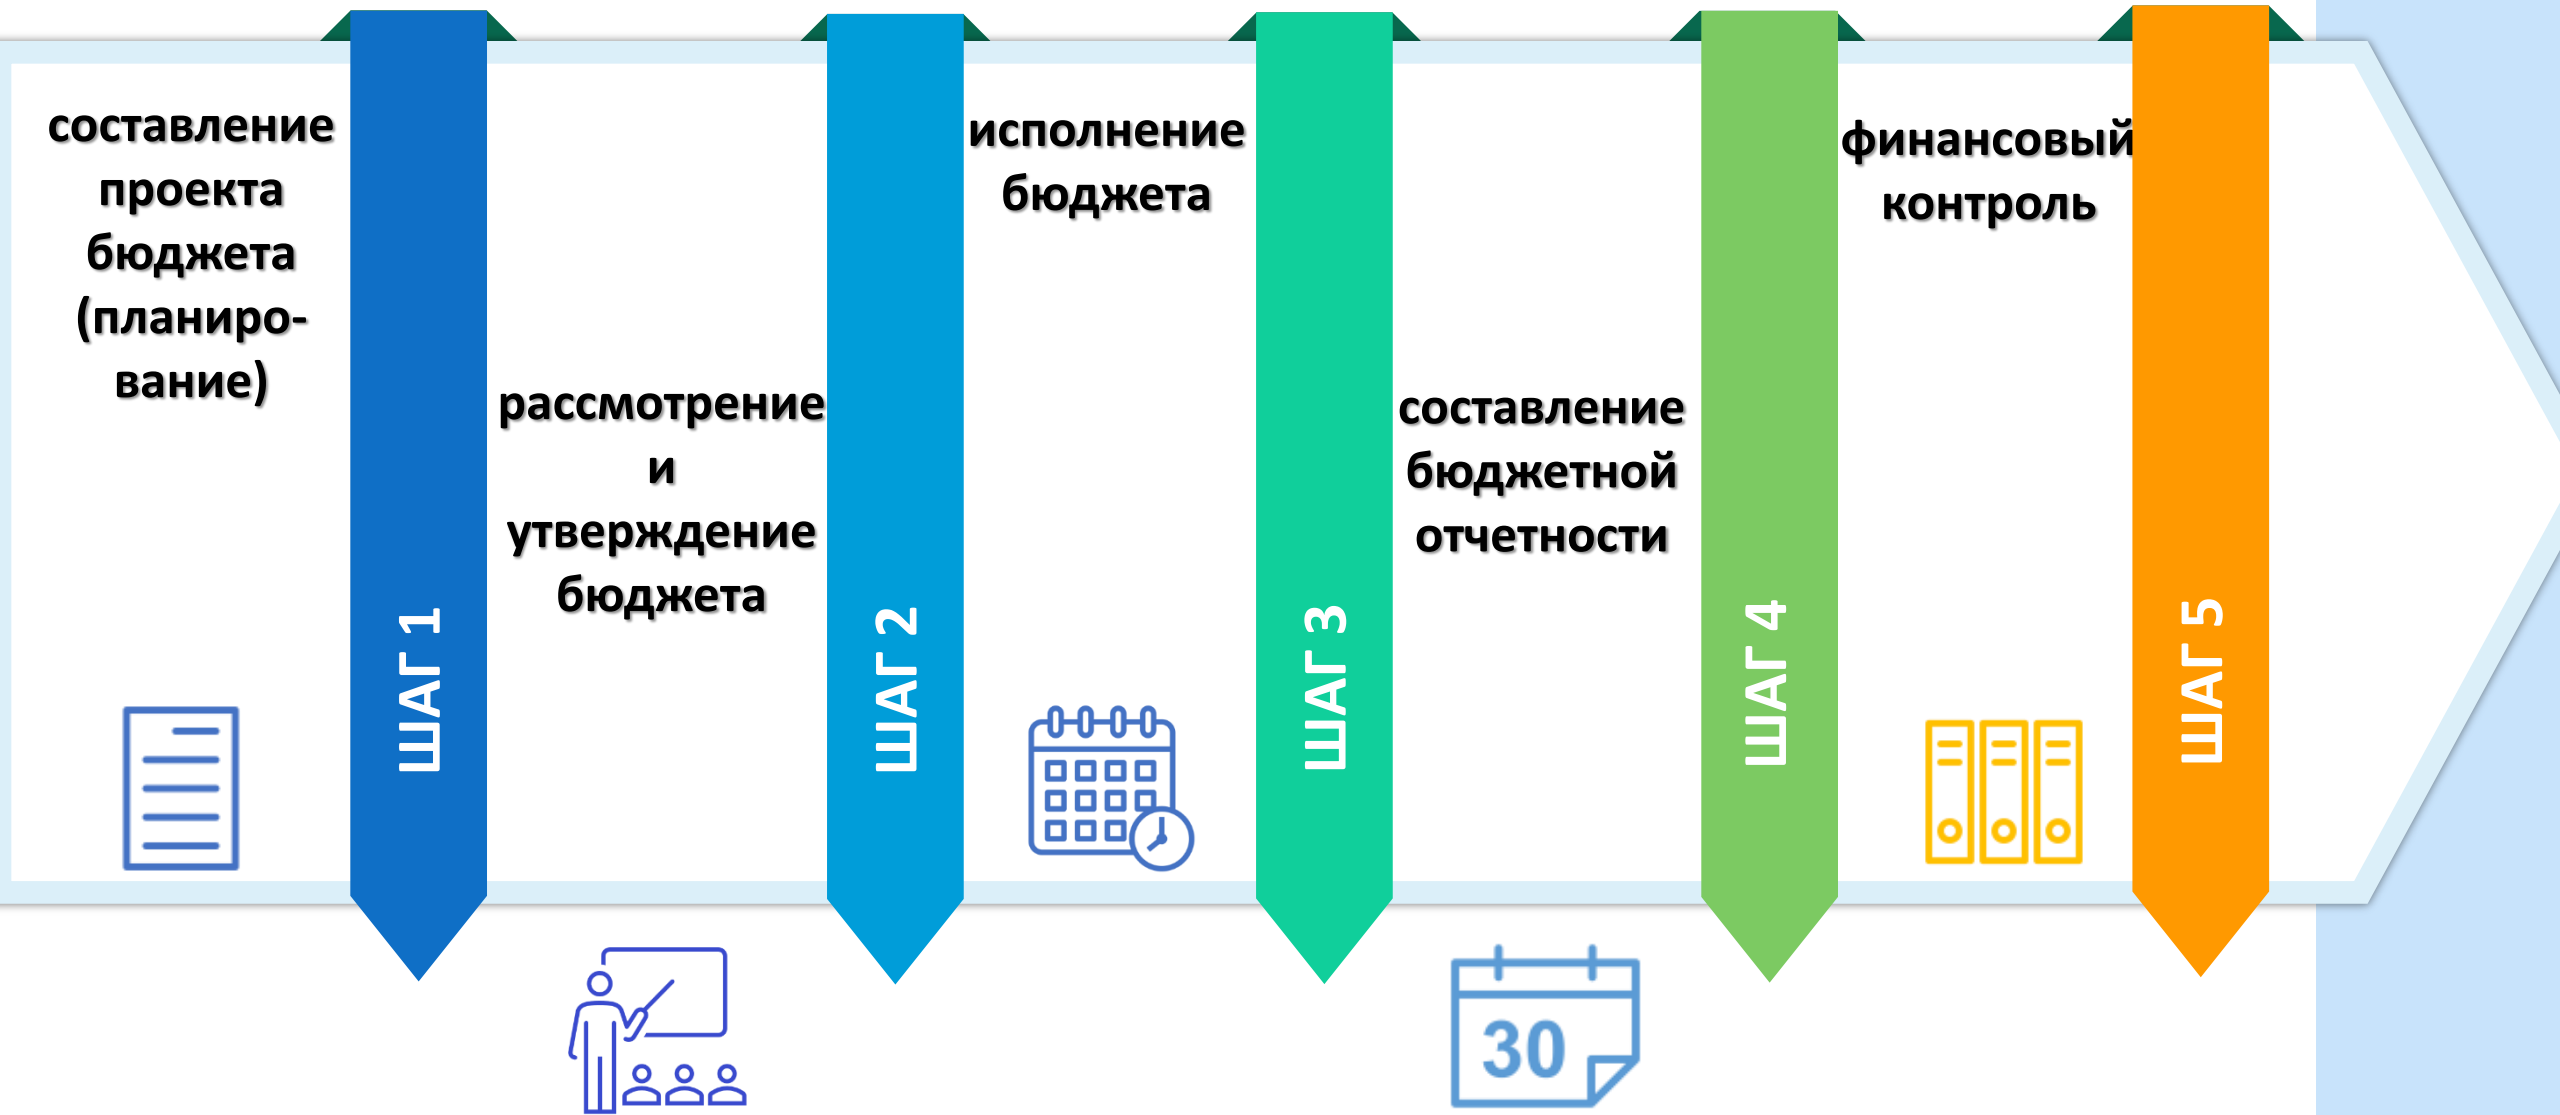 составление
проекта
бюджета
(планиро-
вание)
ШАГ 1
рассмотрение
и
утверждение
бюджета
ШАГ 2
исполнение
бюджета
ШАГ 3
составление
бюджетной
отчетности
ШАГ 4
30
финансовый
контроль
ШАГ 5